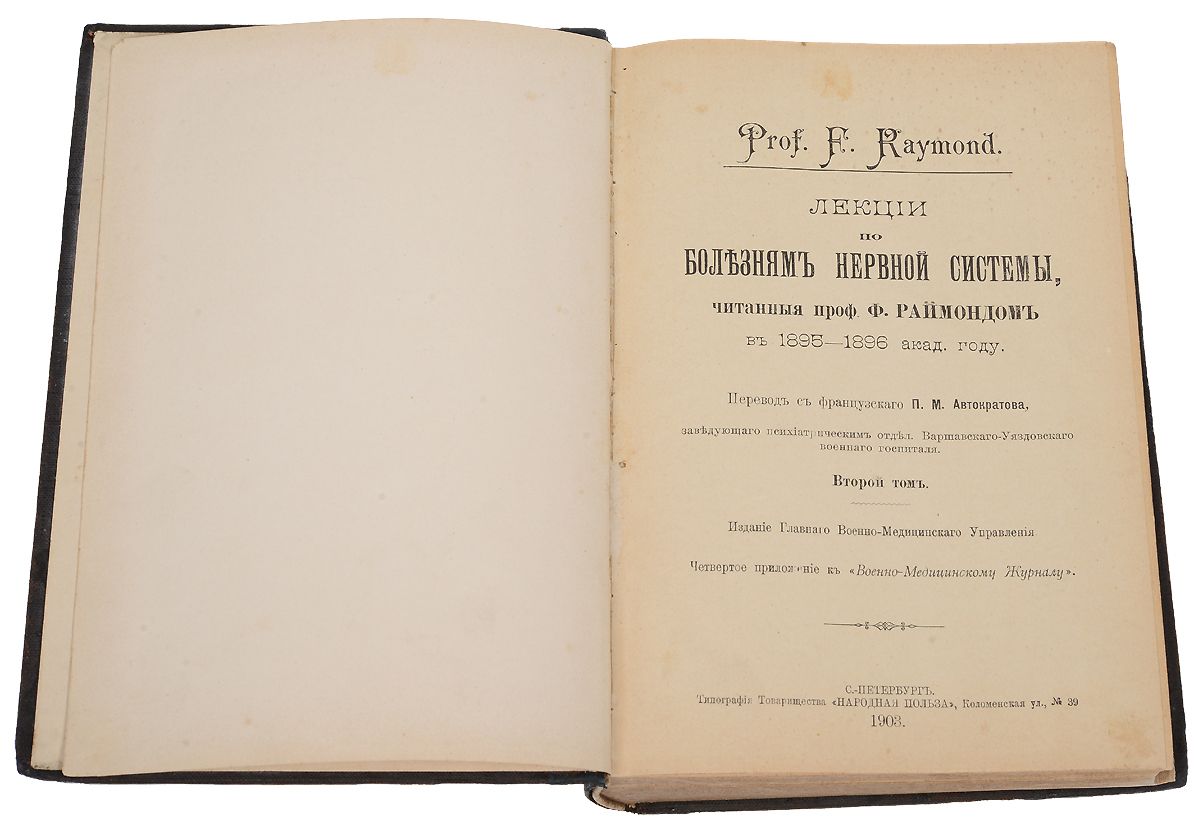 Prof. F. Raymond.
ЛЕКЦІИ
ПО
БОЛѢЗНЯМЪ НЕРВНОЙ СИСТЕМЫ,
читанныя проф. Ф. РАЙМОНДОМЪ
въ 1895—1896 акад. году.
Переводъ съ французскаго П. М. Автократова,
завѣдующаго психіатрическимъ отдѣл. Варшавскаго-Уяздовскаго
военнаго госпиталя.
Второй томъ.
Изданіе Главнаго Военно-Медицинскаго Управленія
Четвертое приложеніе къ «Военно-Медицинскому Журналу».
С.-ПЕТЕРБУРГЪ.
Типографія Товарищества «НАРОДНАЯ ПОЛЬЗА», Коломенская ул., № 39
1903.